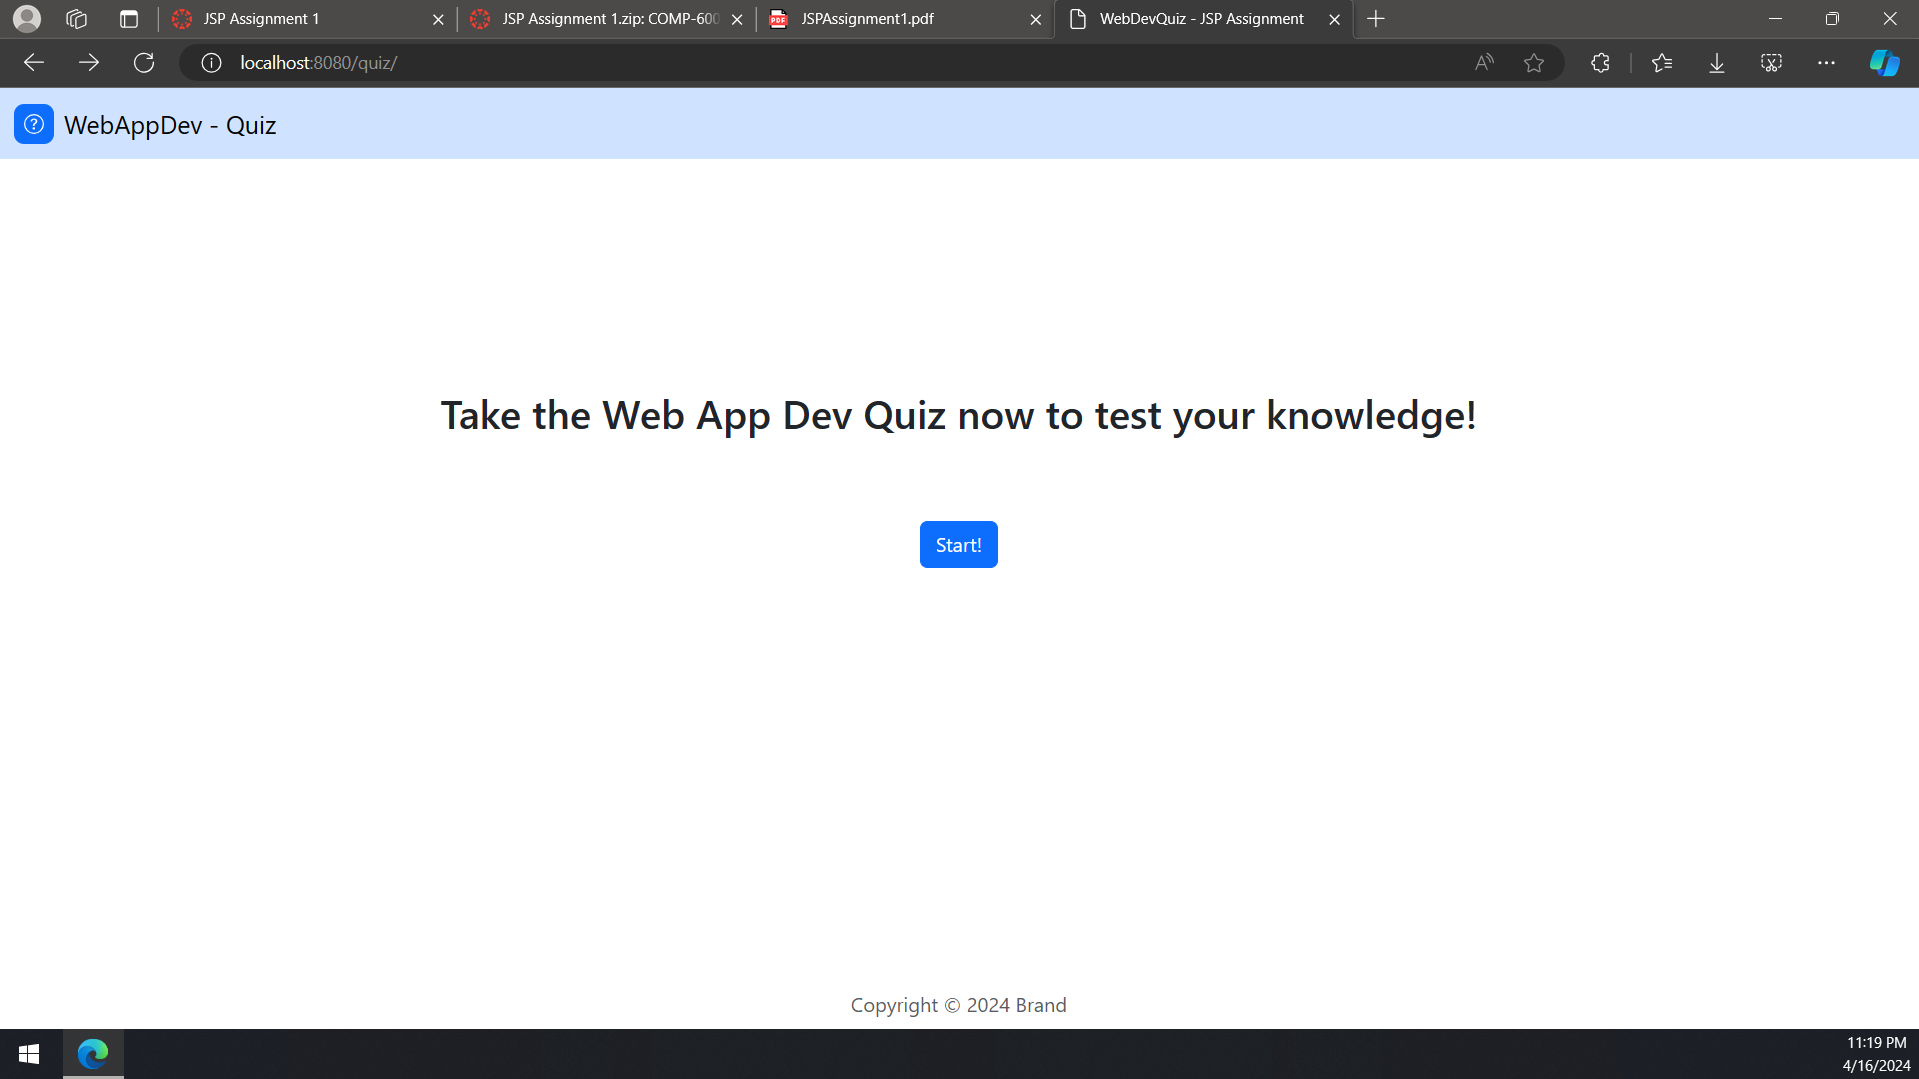 JSP Assignment 1
JSP Assignment 1.zip: COMP-600
JSPAssignment1.pdf
WebDevQuiz - JSP Assignment
localhost:8080/quiz/
WebAppDev - Quiz
Take the Web App Dev Quiz now to test your knowledge!
Start!
Copyright © 2024 Brand
11:19 PM
4/16/2024